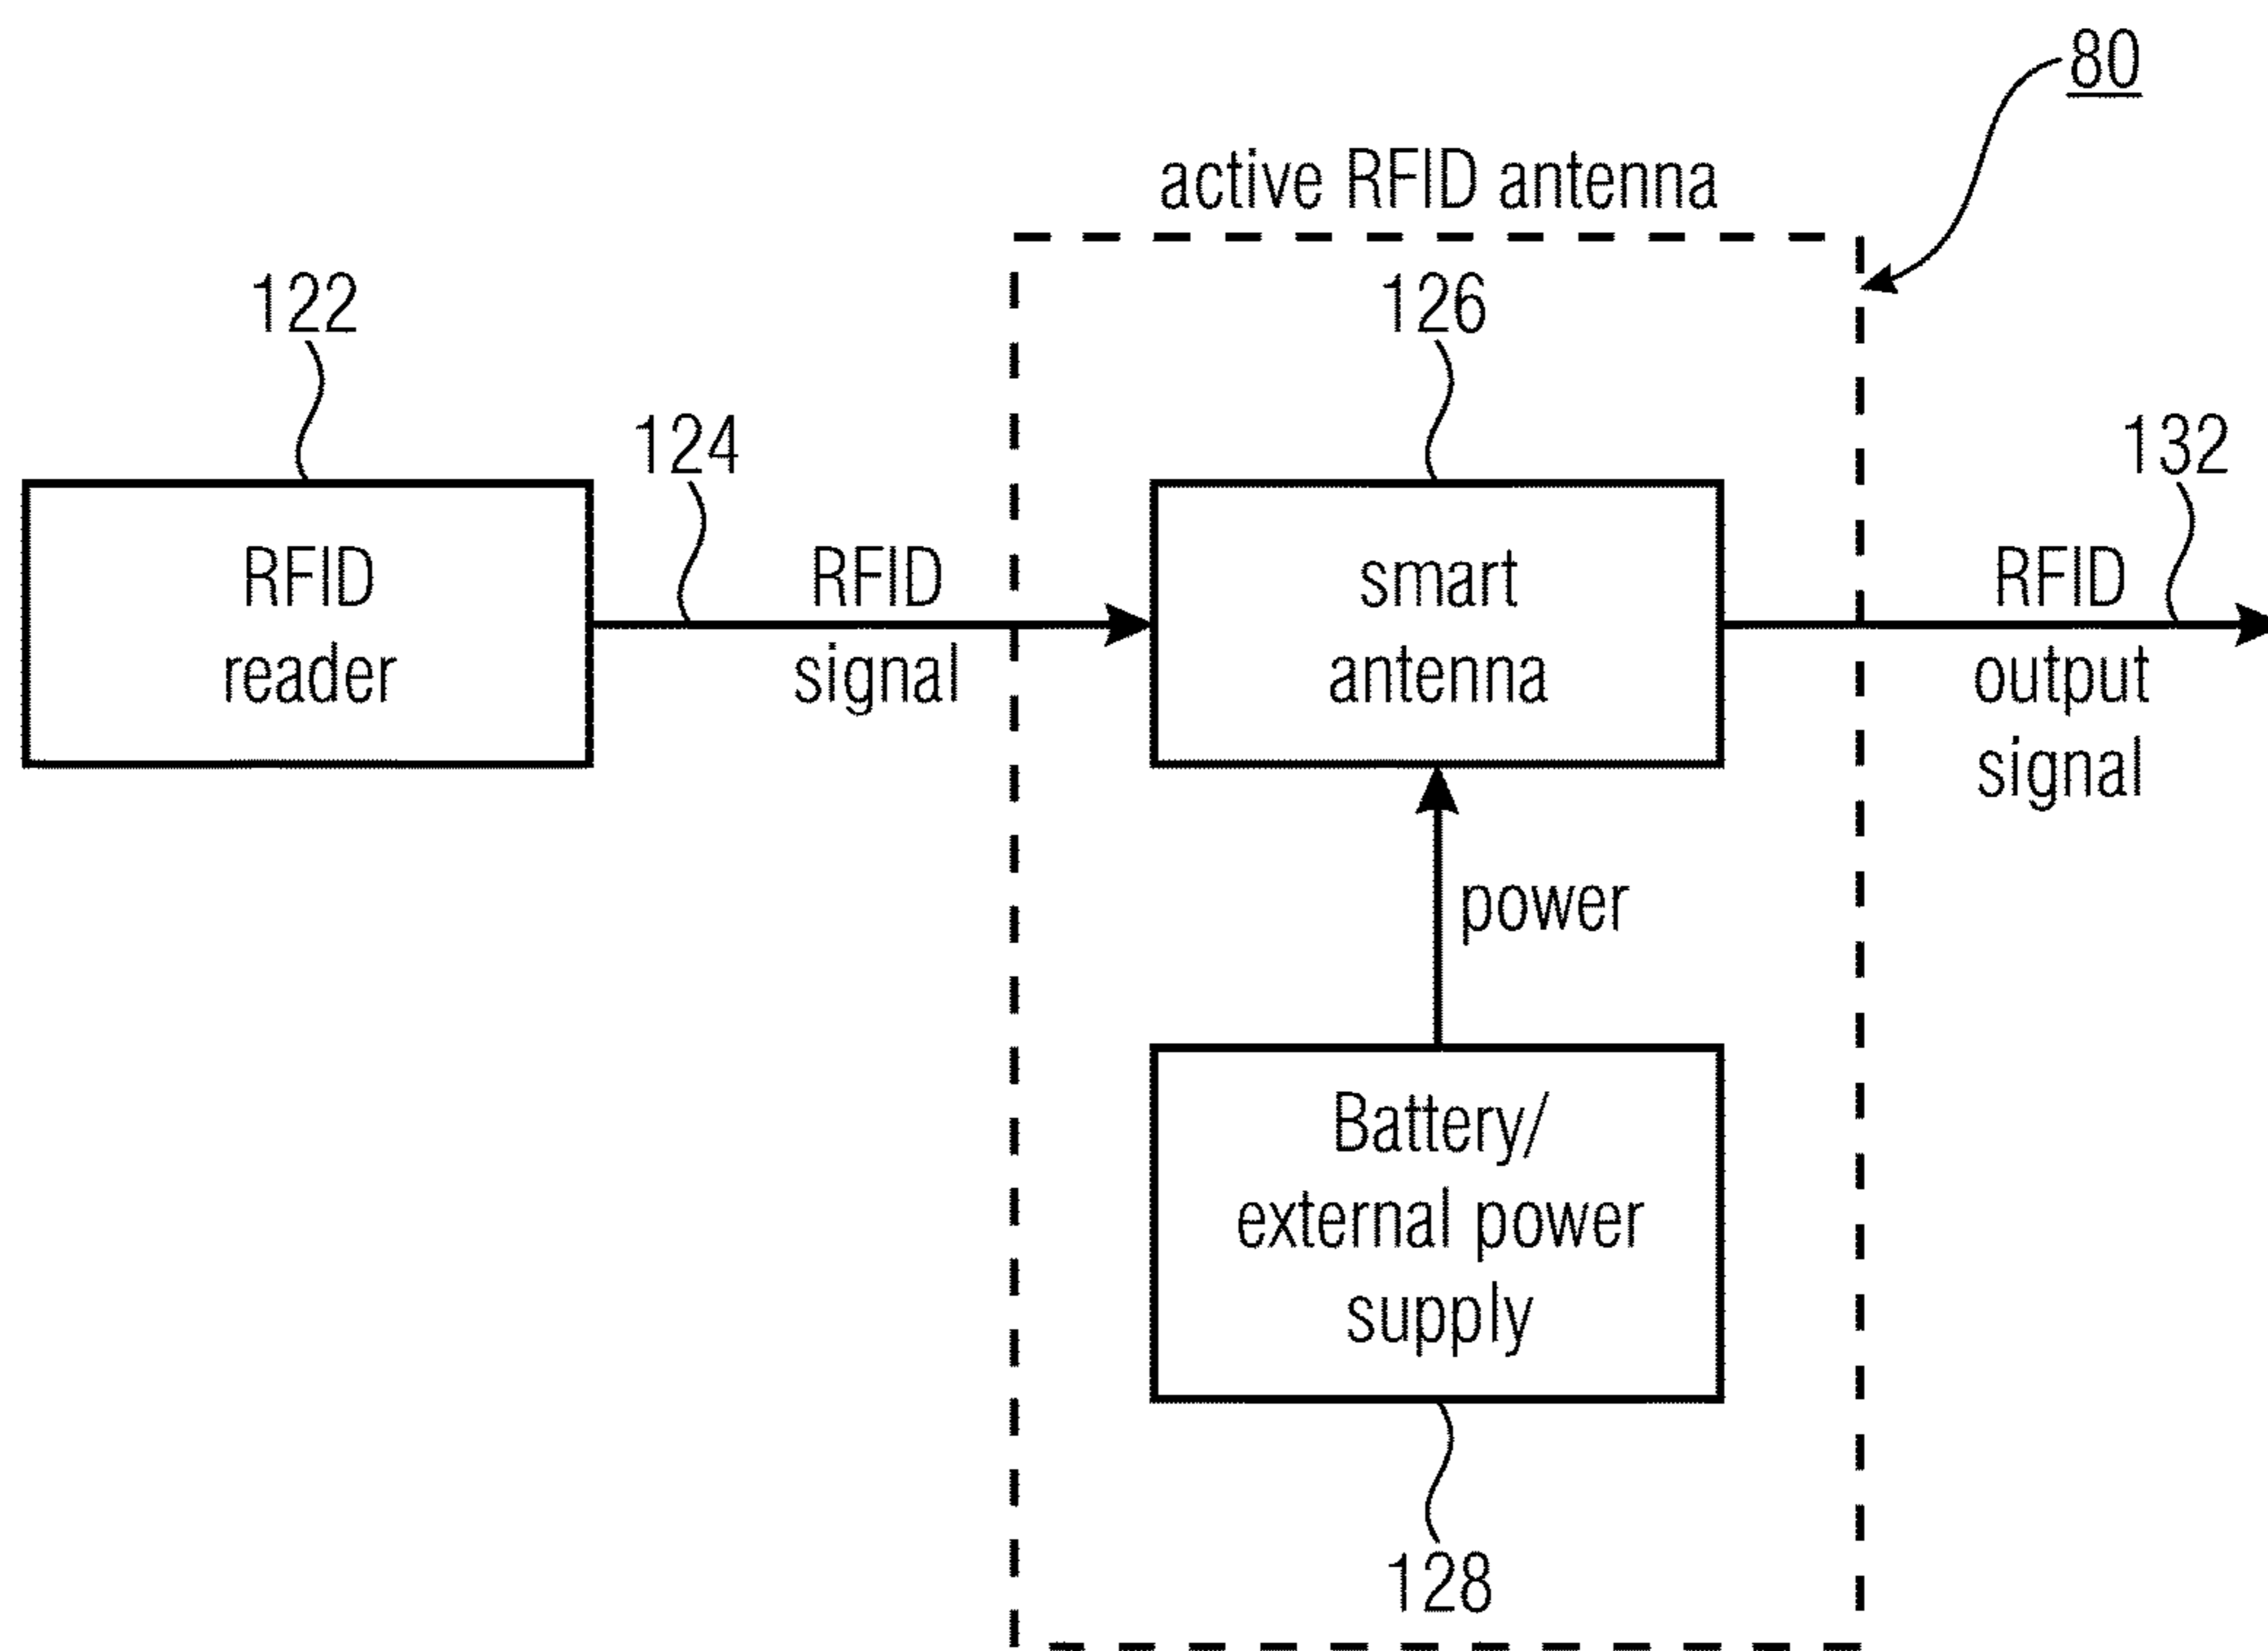 80
active RFID antenna
122
126
124
132
RFID
reader
RFID
signal
smart
antenna
RFID
output
signal
power
Battery/
external power
supply
128